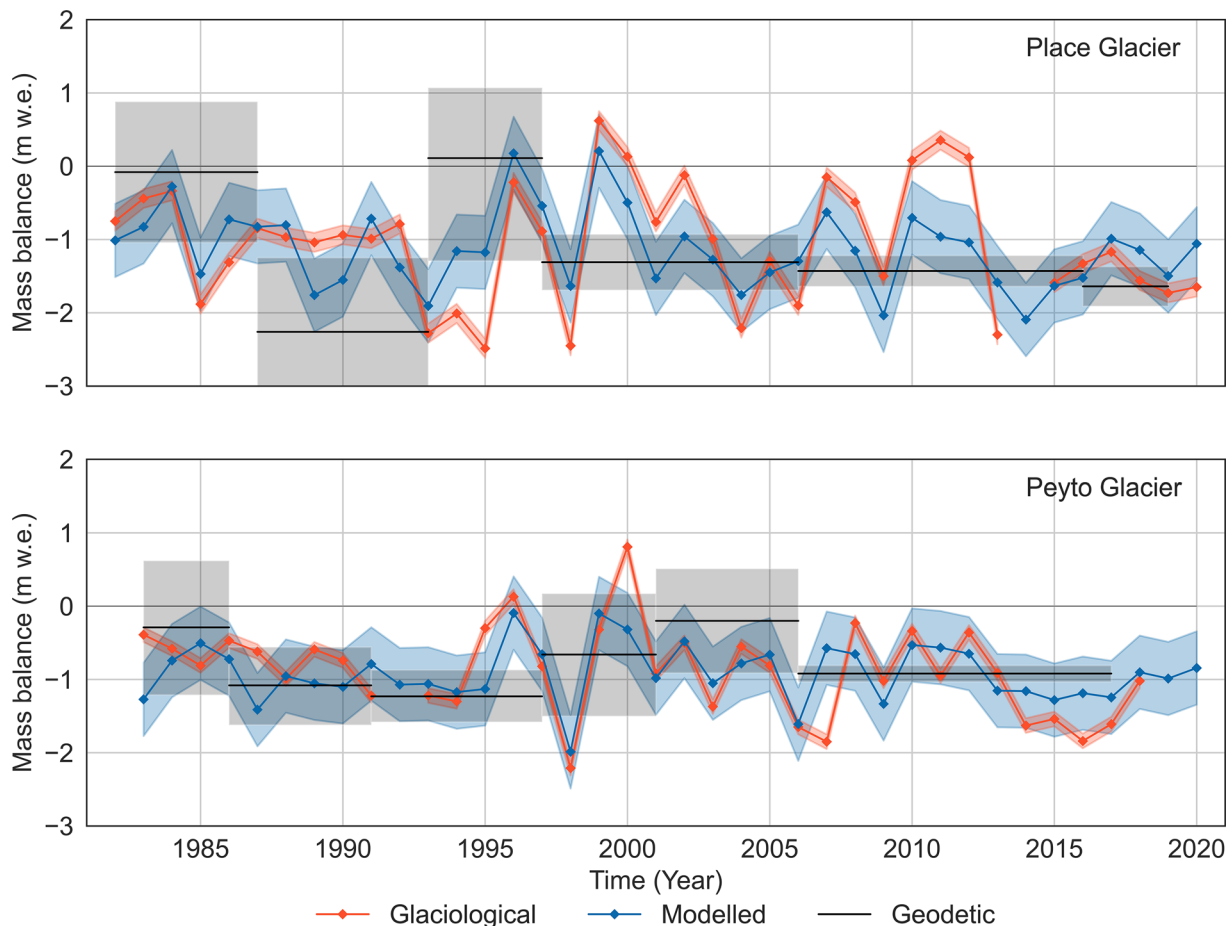 2
Place Glacier
1
0
−1
−2
−3
Mass balance (m w.e.)
2
Peyto Glacier
1
0
−1
−2
−3
Mass balance (m w.e.)
1985 1990 1995 2000 2005 2010 2015 2020
Time (Year)
Glaciological Modelled Geodetic